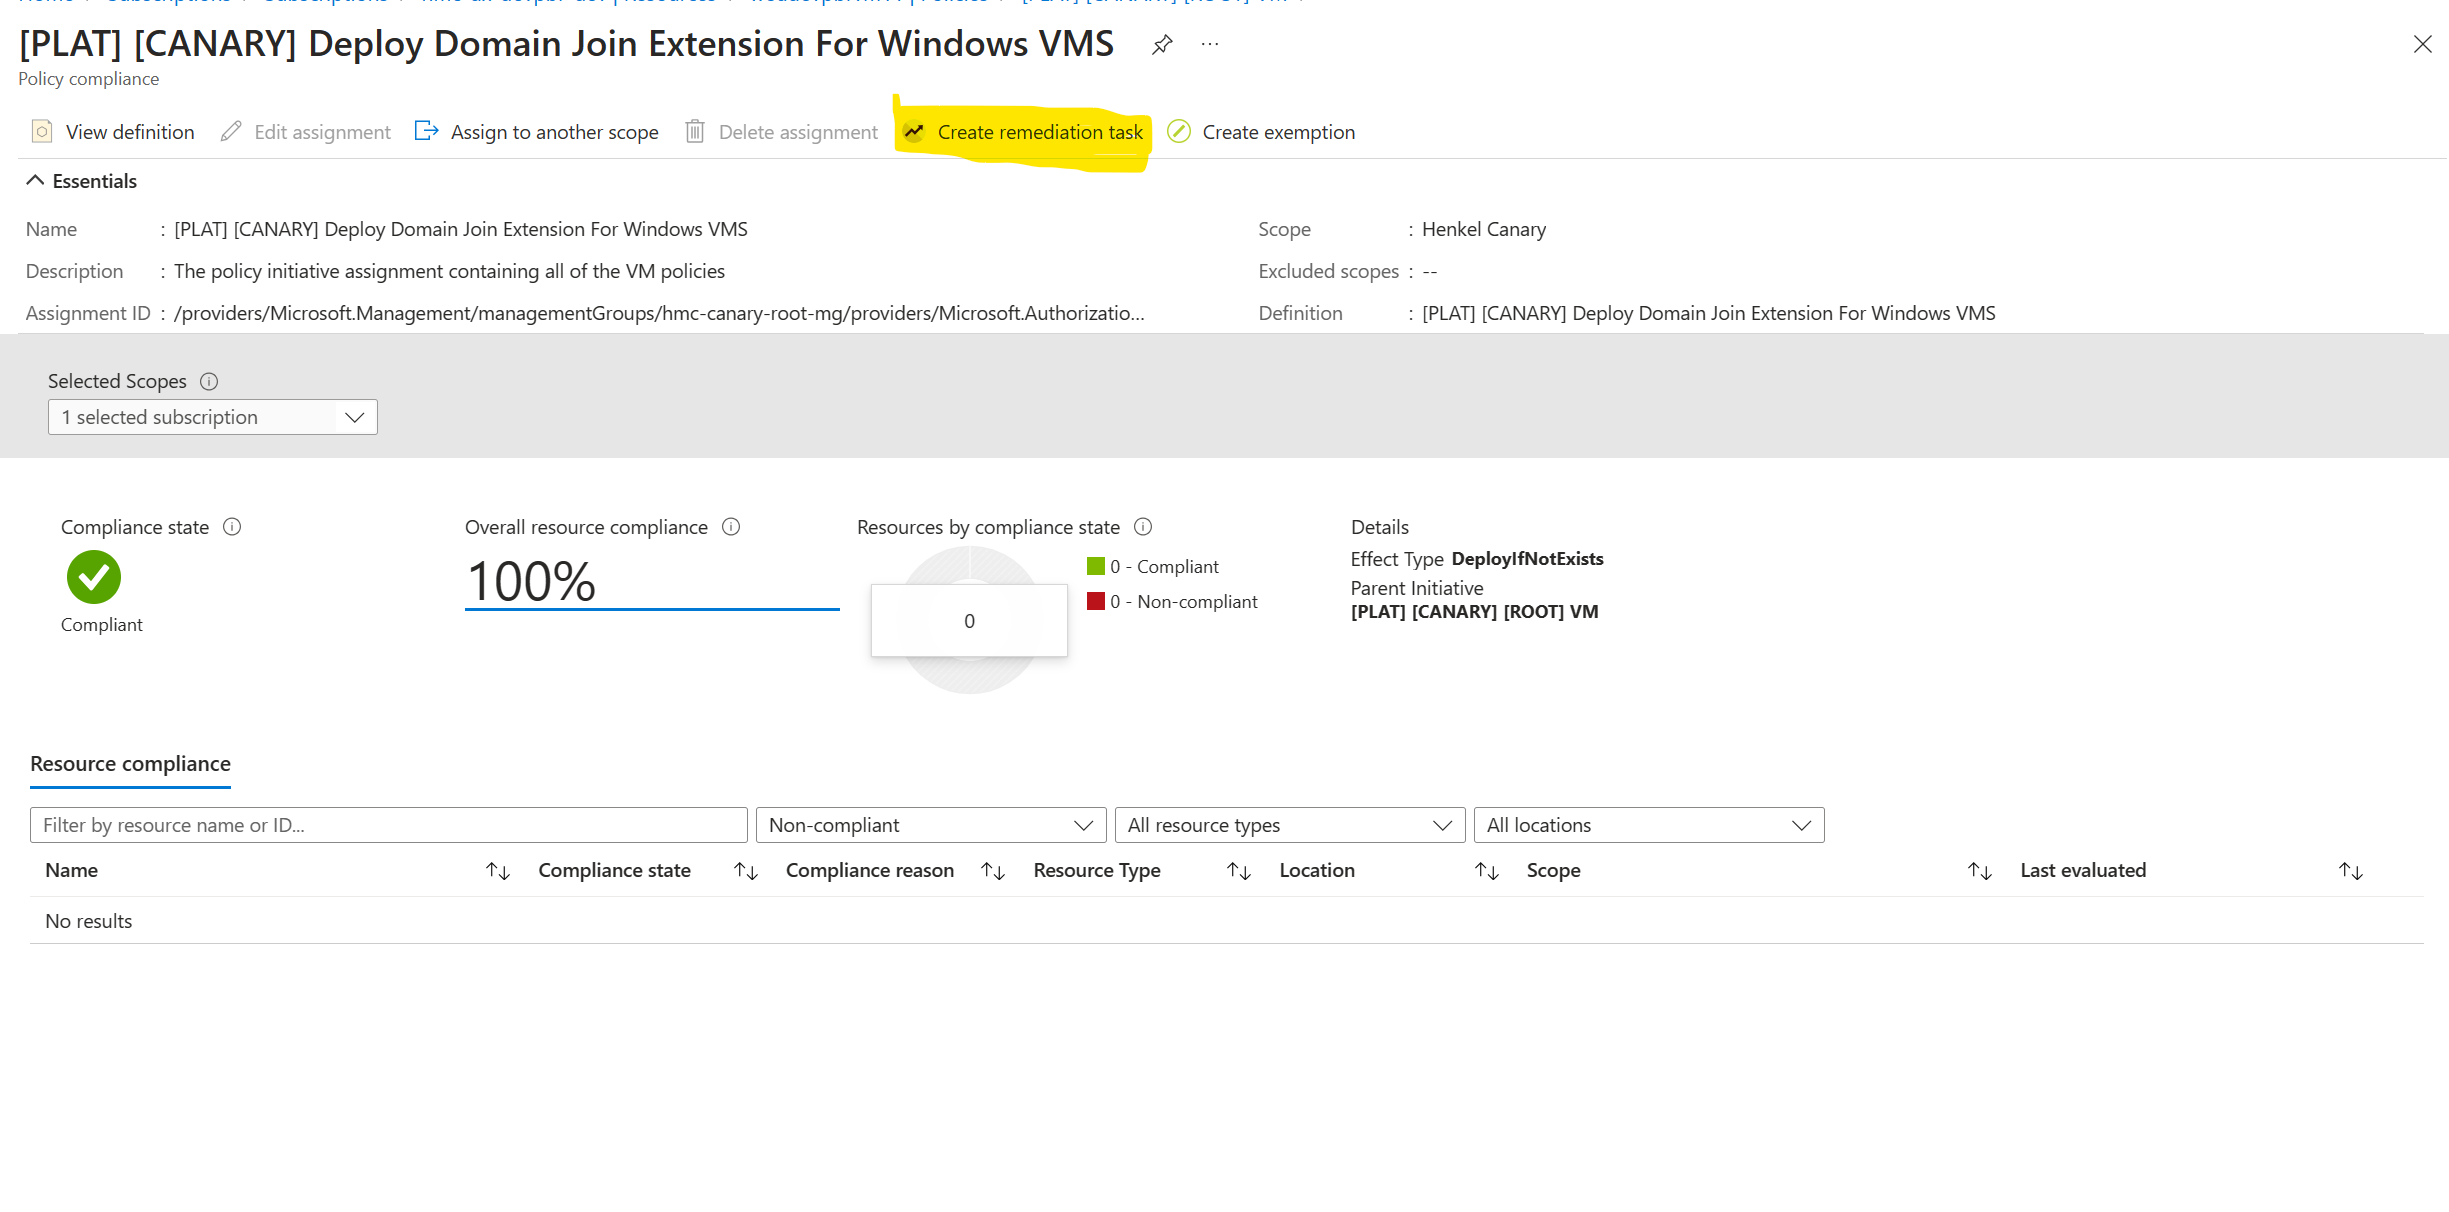 [PLAT] [CANARY] Deploy Domain Join Extension For Windows VMS
Policy compliance
View definition Edit assignment Assign to another scope Delete assignment Create remediation task Create exemption
Essentials
Name : [PLAT] [CANARY] Deploy Domain Join Extension For Windows VMS Scope : Henkel Canary
Description : The policy initiative assignment containing all of the VM policies Excluded scopes : --
Assignment ID : /providers/Microsoft.Management/managementGroups/hmc-canary-root-mg/providers/Microsoft.Authorizatio... Definition : [PLAT] [CANARY] Deploy Domain Join Extension For Windows VMS
Selected Scopes
1 selected subscription
Compliance state
Compliant
Overall resource compliance
100%
Resources by compliance state
0
0 - Compliant
0 - Non-compliant
Details
Effect Type DeployIfNotExists
Parent Initiative
[PLAT] [CANARY] [ROOT] VM
Resource compliance
Filter by resource name or ID... Non-compliant All resource types All locations
Name Compliance state Compliance reason Resource Type Location Scope Last evaluated
No results